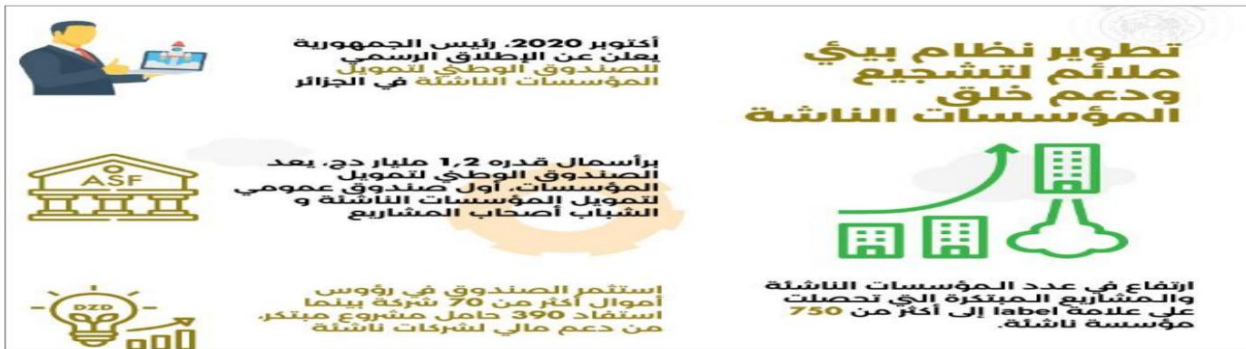 تطوير نظام بيئي
ملائم لتشجيع
ودعم خلق
المؤسسات الناشة
ارتفاع في عدد المؤسسات الناشئة
والمشاريع المبتكرة التي تحصلت
على علامة label إلى أكثر من 750
مؤسسة ناشئة.
أكتوبر 2020، رئيس الجمهورية
يعلن عن الإطلاق الرسمي
للصندوق الوطني لتمويل
المؤسسات الناشئة في الجزائر
برأسمال قدره 1,2 مليار دج، يعد
الصندوق الوطني لتمويل
المؤسسات، أول صندوق عمومي
لتمويل المؤسسات الناشئة و
الشباب أصحاب المشاريع
ASF
إستثمر الصندوق في رؤوس
أموال أكثر من 70 شركة بينما
استفاد 390 حامل مشروع مبتكر،
من دعم مالي لشركات ناشئة
DZD